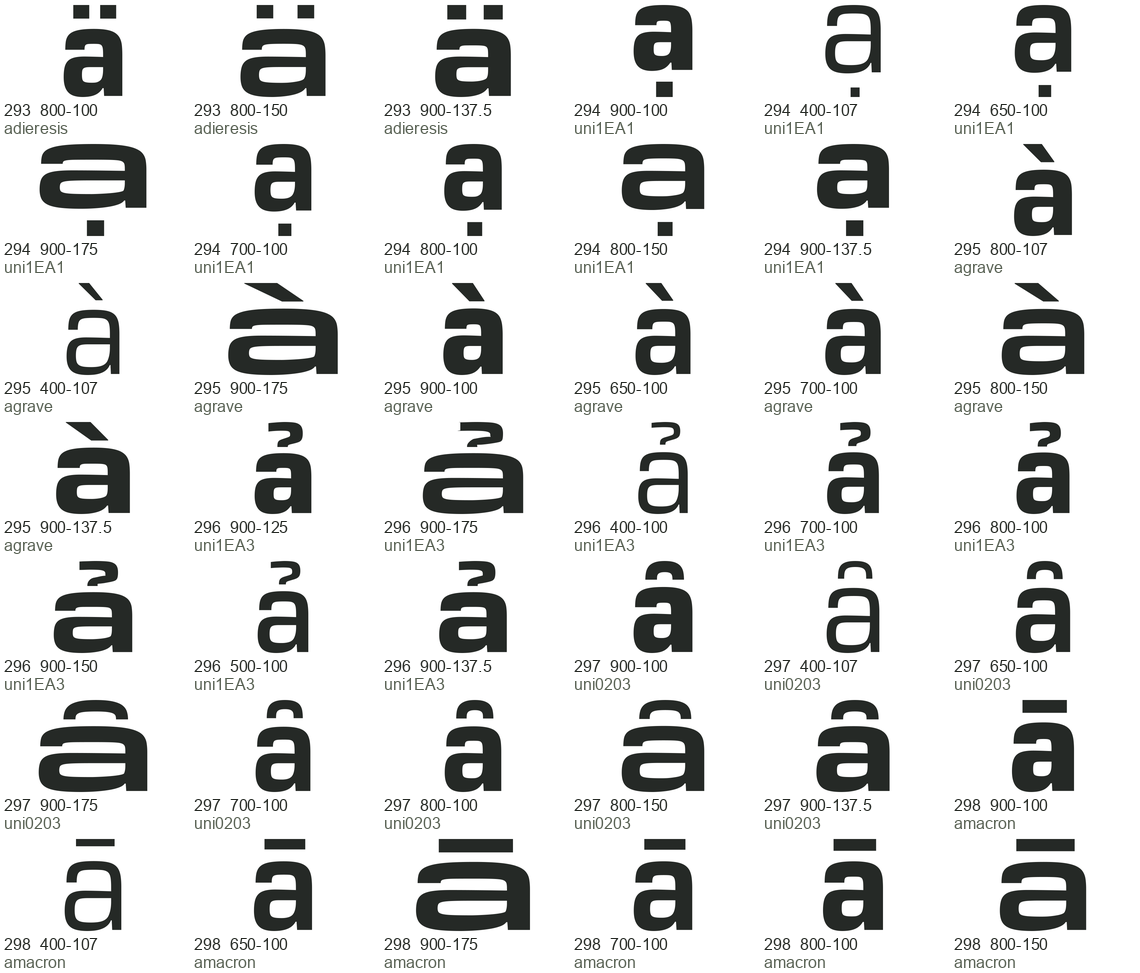 ä ä ä ạ ạ ạ
293 800-100 293 800-150 293 900-137.5 294 900-100 294 400-107 294 650-100
adieresis adieresis adieresis uni1EA1 uni1EA1 uni1EA1
ạ ạ ạ ạ ạ à
294 900-175 294 700-100 294 800-100 294 800-150 294 900-137.5 295 800-107
uni1EA1 uni1EA1 uni1EA1 uni1EA1 uni1EA1 agrave
à à à à à à
295 400-107 295 900-175 295 900-100 295 650-100 295 700-100 295 800-150
agrave agrave agrave agrave agrave agrave
à ả ả ả ả ả
295 900-137.5 296 900-125 296 900-175 296 400-100 296 700-100 296 800-100
agrave uni1EA3 uni1EA3 uni1EA3 uni1EA3 uni1EA3
ả ả ả ȃ ȃ ȃ
296 900-150 296 500-100 296 900-137.5 297 900-100 297 400-107 297 650-100
uni1EA3 uni1EA3 uni1EA3 uni0203 uni0203 uni0203
ȃ ȃ ȃ ȃ ȃ ā
297 900-175 297 700-100 297 800-100 297 800-150 297 900-137.5 298 900-100
uni0203 uni0203 uni0203 uni0203 uni0203 amacron
ā ā ā ā ā ā
298 400-107 298 650-100 298 900-175 298 700-100 298 800-100 298 800-150
amacron amacron amacron amacron amacron amacron